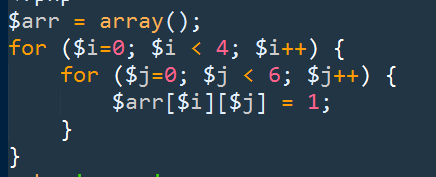 $arr = array();
for ($i=0; $i < 4; $i++) {
    for ($j=0; $j < 6; $j++) {
        $arr[$i][$j] = 1;
    }
}